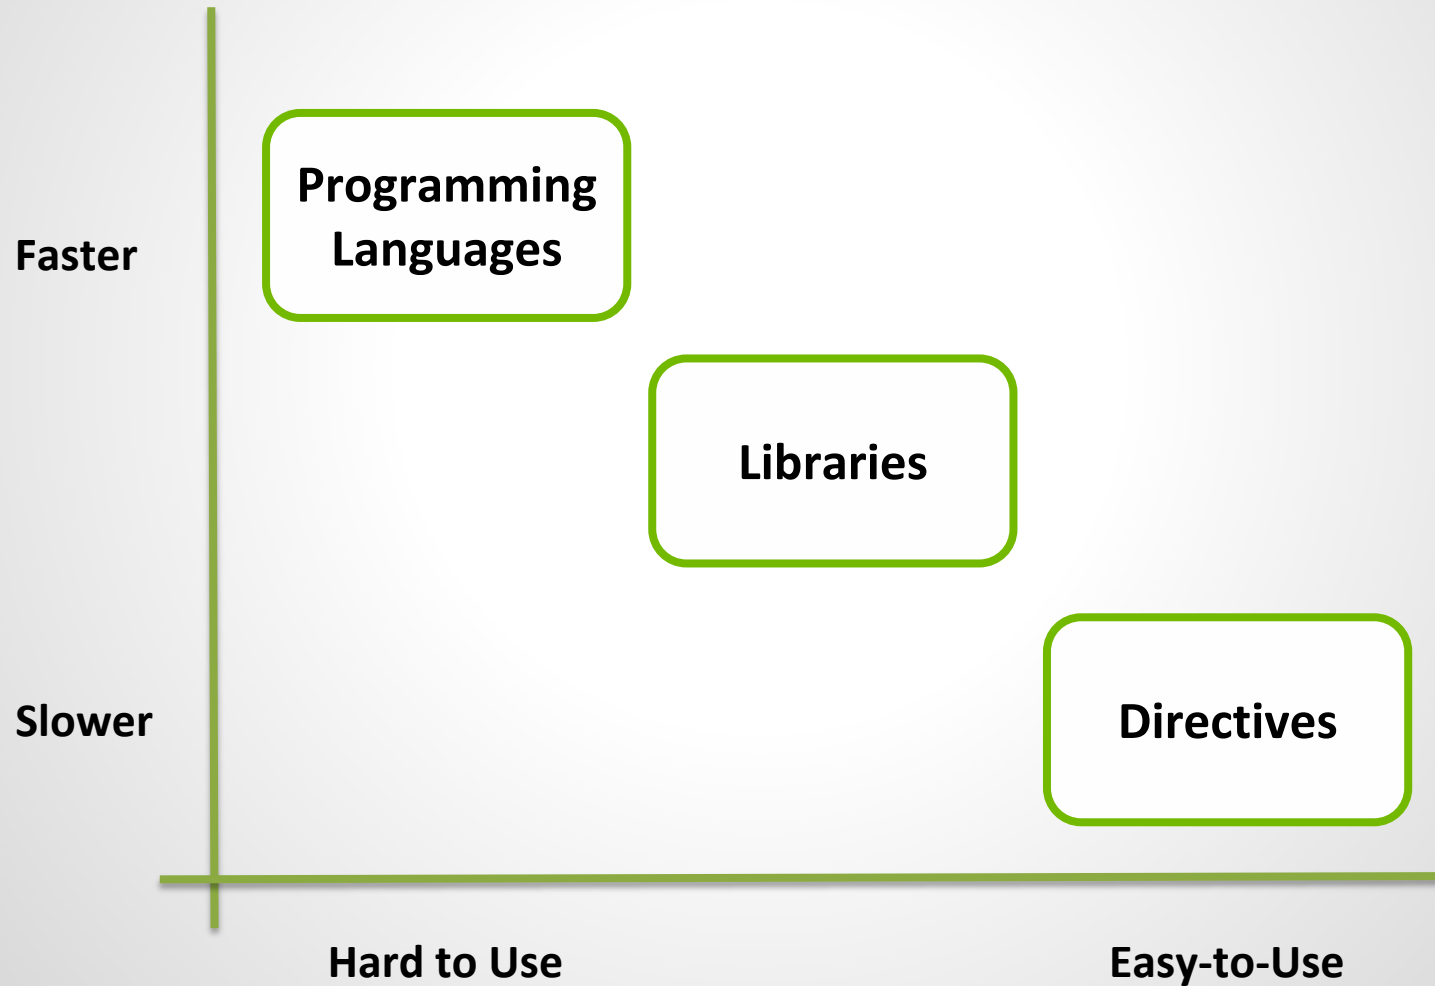 Programming
Languages
Faster
Libraries
Slower
Directives
Hard to Use
Easy-to-Use